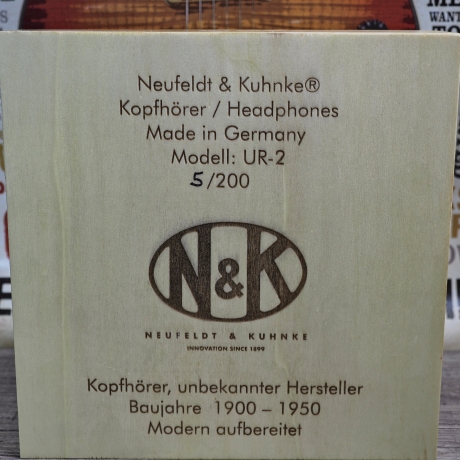 Neufeldt & Kuhnke®
Kopfhörer / Headphones
Made in Germany
Modell: UR-2
5/200
N&K
NEUFELDT & KUHNKE
INNOVATION SINCE 1899
Kopfhörer, unbekannter Hersteller
Baujahre 1900 – 1950
Modern aufbereitet